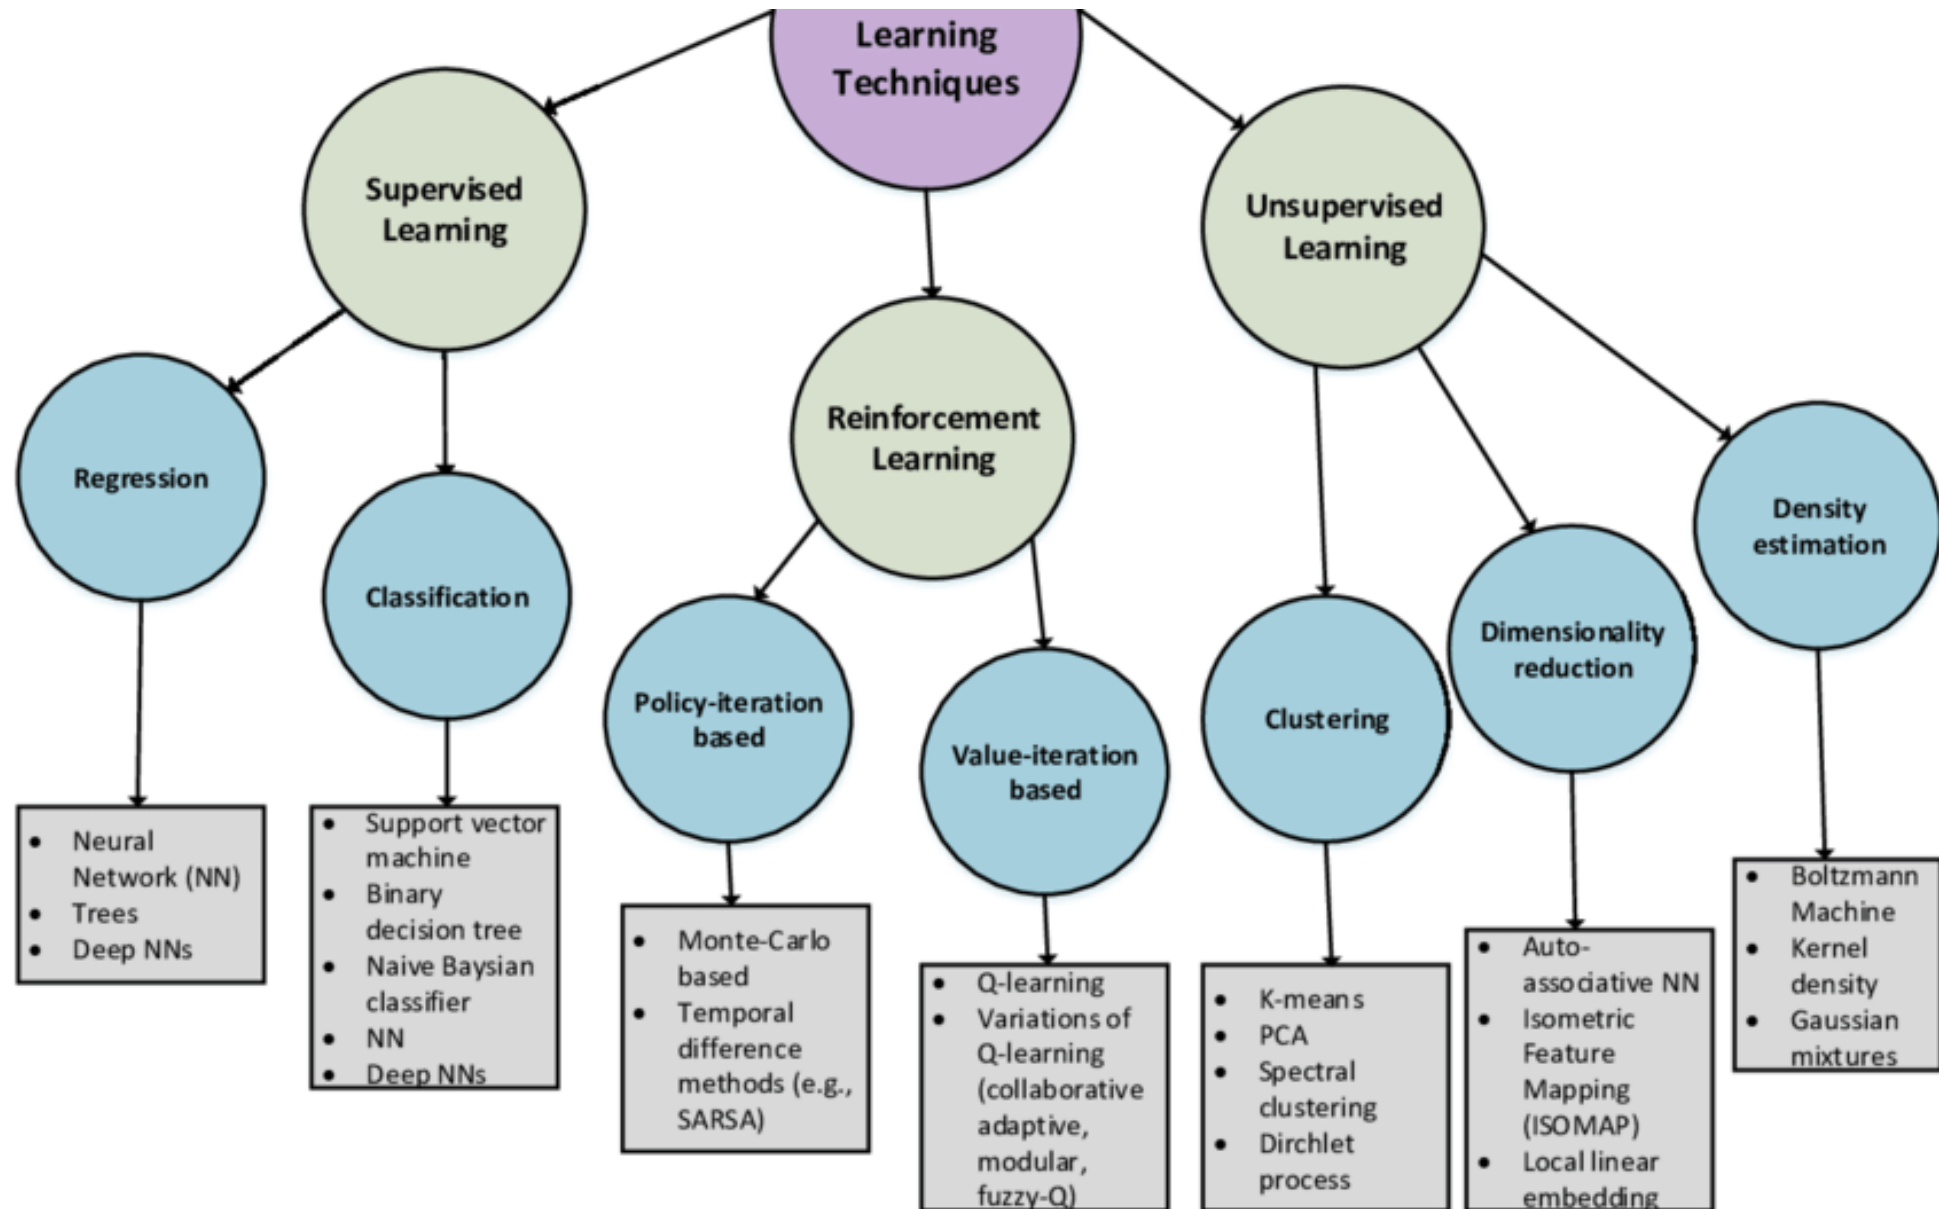 Learning
Techniques
Supervised
Learning
Unsupervised
Learning
Reinforcement
Learning
Regression
Classification
Policy-iteration
based
Value-iteration
based
Clustering
Dimensionality
reduction
Density
estimation
• Neural
Network (NN)
• Trees
• Deep NNs
• Support vector
machine
• Binary
decision tree
• Naive Baysian
classifier
• NN
• Deep NNs
• Monte-Carlo
based
• Temporal
difference
methods (e.g.,
SARSA)
• Q-learning
• Variations of
Q-learning
(collaborative
adaptive,
modular,
fuzzy-Q)
• K-means
• PCA
• Spectral
clustering
• Dirchlet
process
• Auto-
associative NN
• Isometric
Feature
Mapping
(ISOMAP)
• Local linear
embedding
• Boltzmann
Machine
• Kernel
density
• Gaussian
mixtures